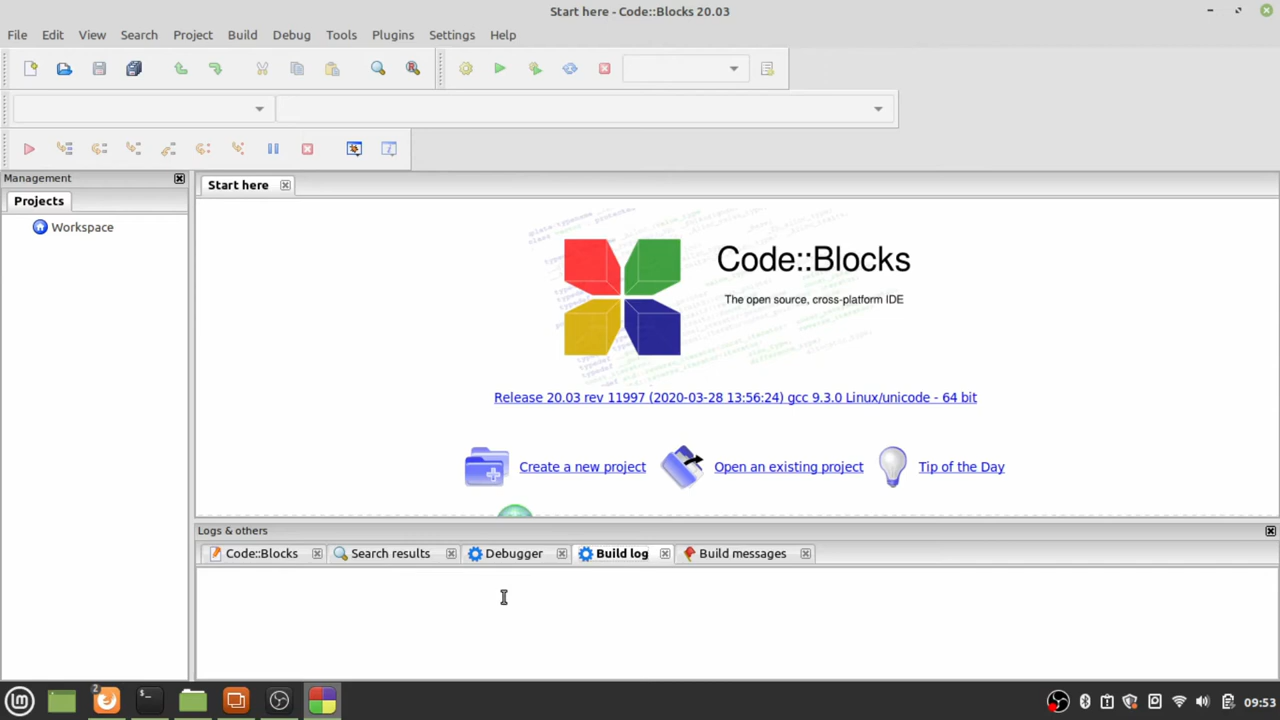 Start here - Code::Blocks 20.03
File Edit View Search Project Build Debug Tools Plugins Settings Help
Management
Projects
Workspace
Start here
Code::Blocks
The open source, cross-platform IDE
Release 20.03 rev 11997 (2020-03-28 13:56:24) gcc 9.3.0 Linux/unicode - 64 bit
Create a new project Open an existing project Tip of the Day
Logs & others
Code::Blocks Search results Debugger Build log Build messages
2
09:53